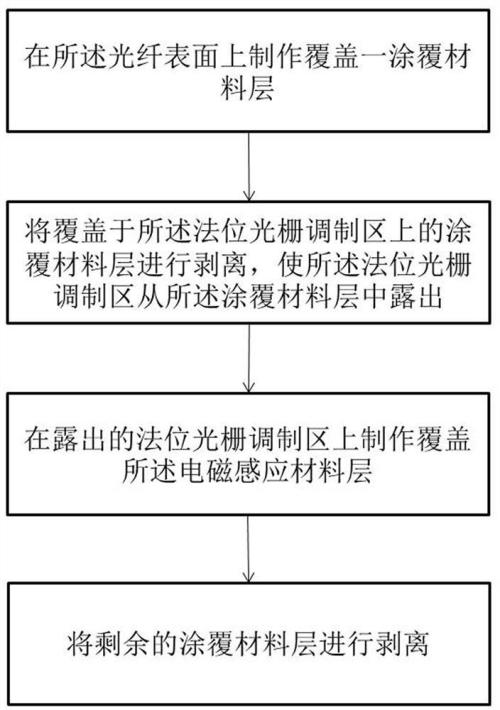 在所述光纤表面上制作覆盖一涂覆材
料层
将覆盖于所述法位光栅调制区上的涂
覆材料层进行剥离，使所述法位光栅
调制区从所述涂覆材料层中露出
在露出的法位光栅调制区上制作覆盖
所述电磁感应材料层
将剩余的涂覆材料层进行剥离